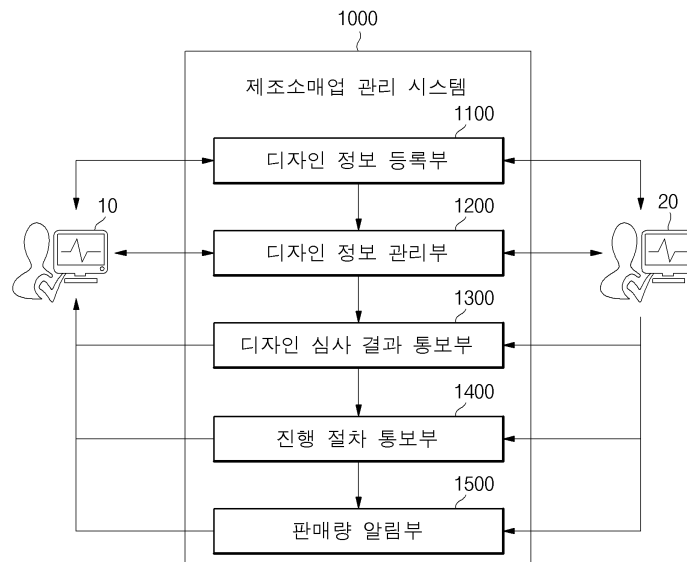 1000
제조소매업 관리 시스템
1100
디자인 정보 등록부
10
1200
20
디자인 정보 관리부
1300
디자인 심사 결과 통보부
1400
진행 절차 통보부
1500
판매량 알림부